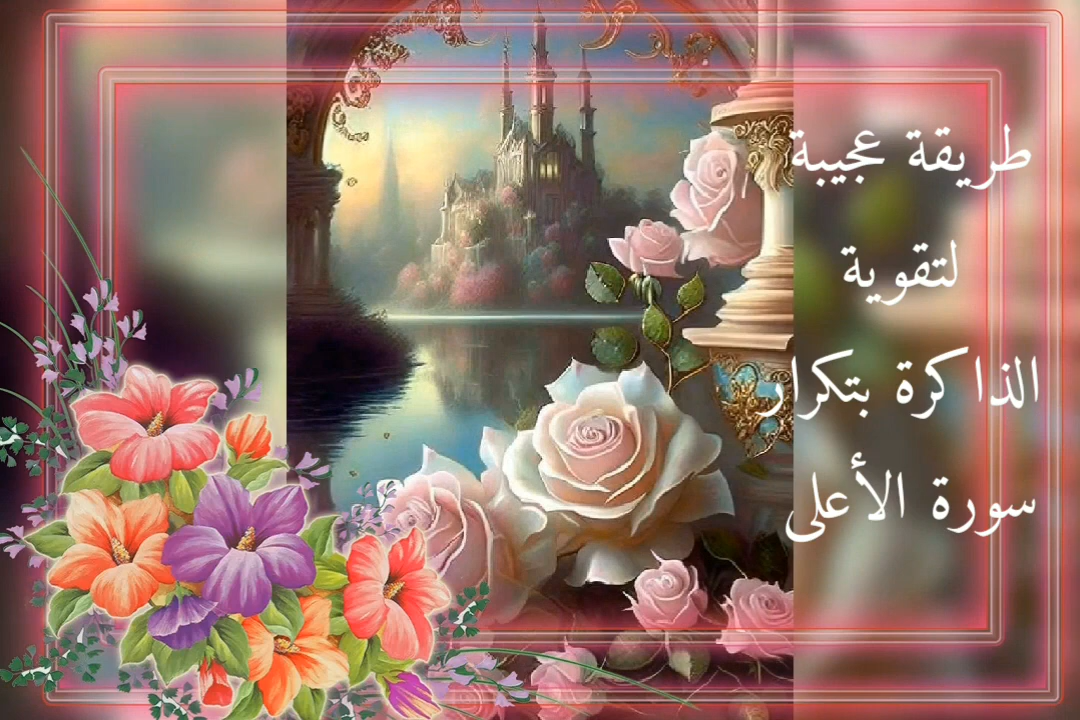 طريقة عجيبة
لتقوية
الذاكرة بتكرار
سورة الأعلى